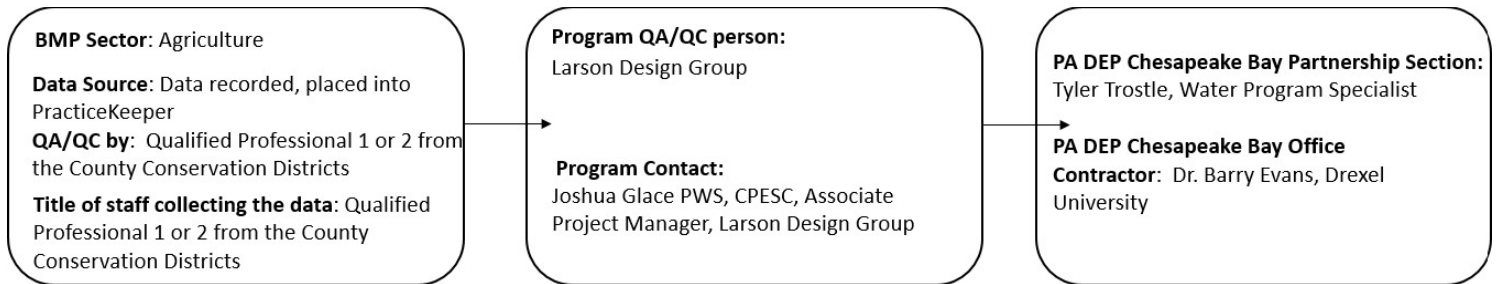 BMP Sector: Agriculture
Data Source: Data recorded, placed into
PracticeKeeper
QA/QC by:  Qualified Professional 1 or 2 from
the County Conservation Districts
Title of staff collecting the data: Qualified
Professional 1 or 2 from the County
Conservation Districts
Program QA/QC person:
Larson Design Group
Program Contact:
Joshua Glace PWS, CPESC, Associate
Project Manager, Larson Design Group
PA DEP Chesapeake Bay Partnership Section:
Tyler Trostle, Water Program Specialist
PA DEP Chesapeake Bay Office
Contractor:  Dr. Barry Evans, Drexel
University